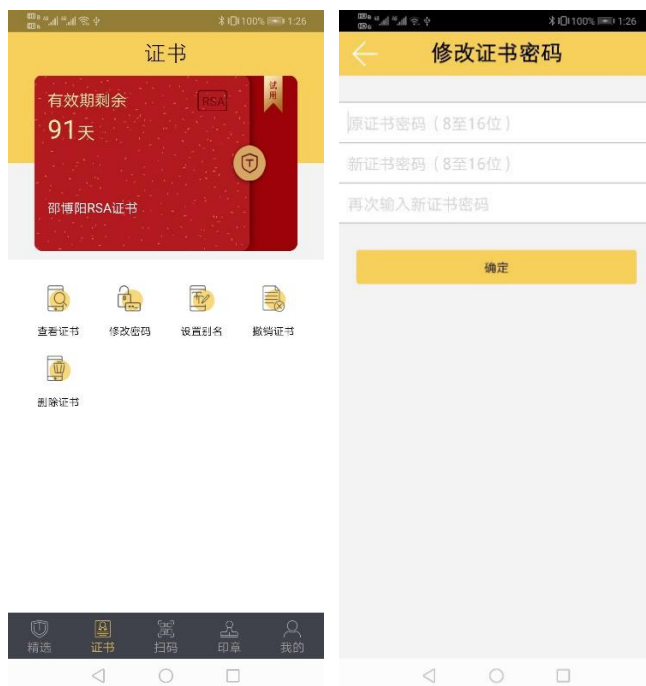 100% 1:26
证书
有效期剩余
91天
RSA
试用
邵博阳RSA证书
查看证书
修改密码
设置别名
撤销证书
删除证书
精选
证书
扫码
印章
我的
100% 1:26
修改证书密码
原证书密码（8至16位）
新证书密码（8至16位）
再次输入新证书密码
确定